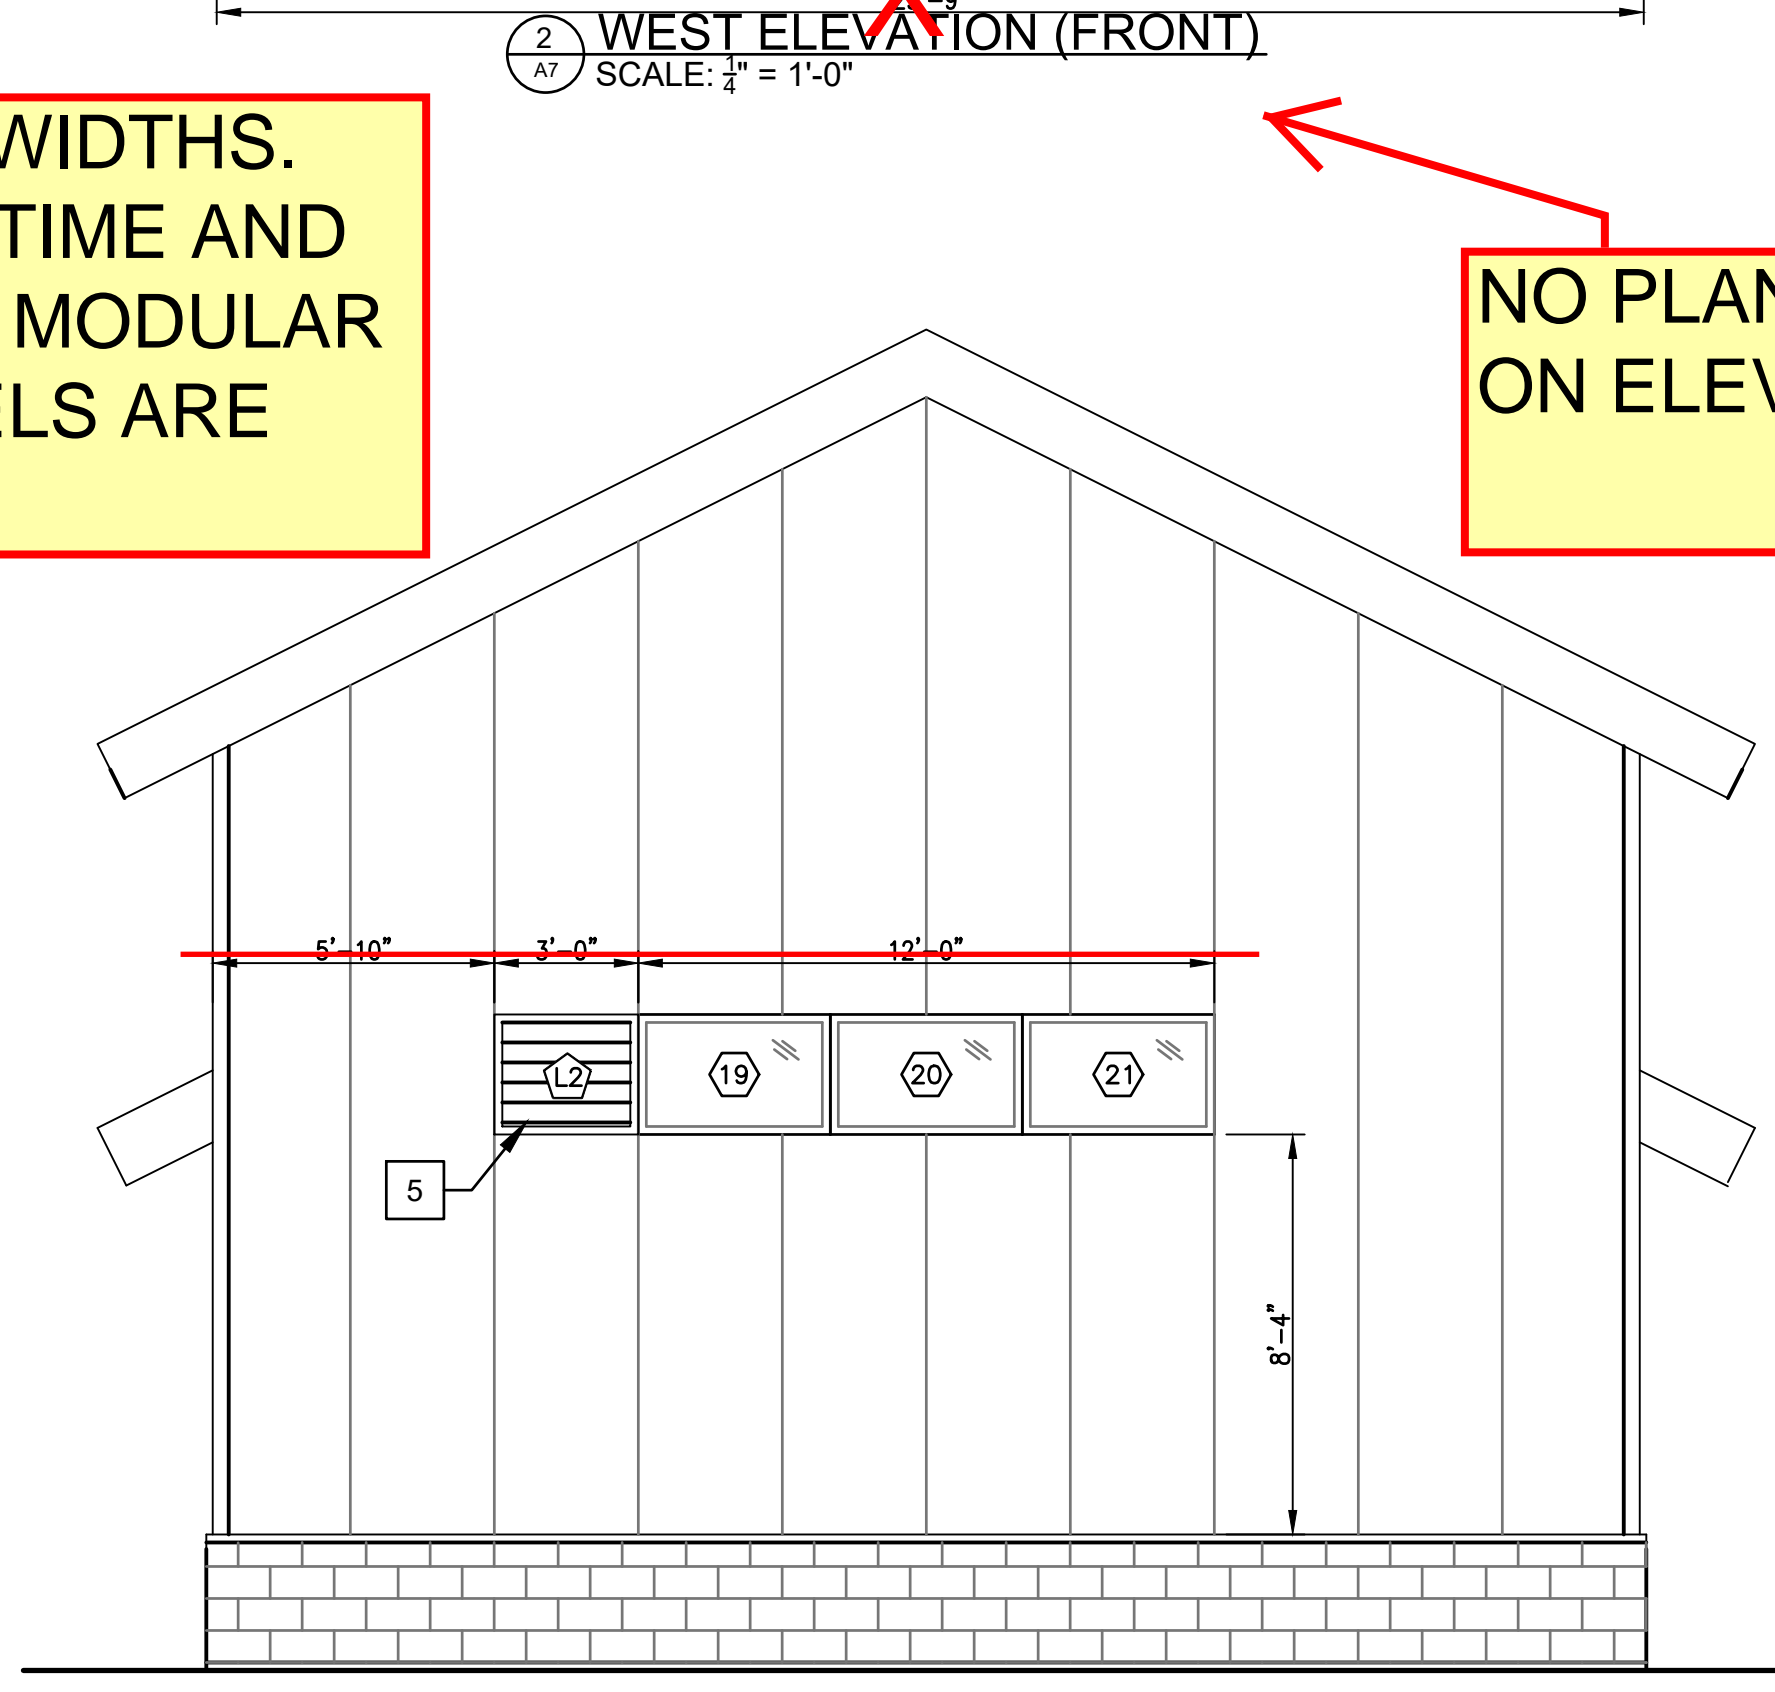 2
A7
WEST ELEVATION (FRONT)
SCALE: 1/4" = 1'-0"
WIDTHS.
TIME AND
MODULAR
ELS ARE
NO PLAN
ON ELEV
5'-10"
3'-0"
12'-0"
L2
19
20
21
5
8'-4"